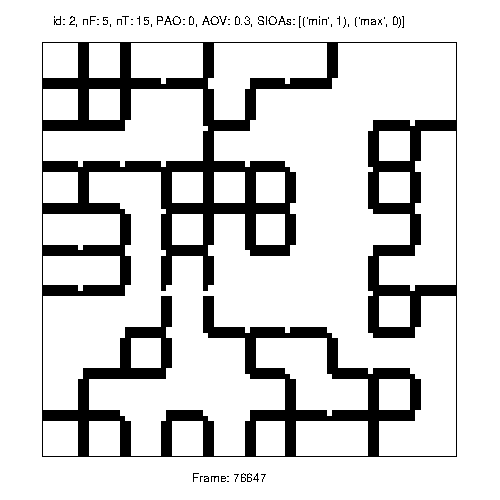 id: 2, nF: 5, nT: 15, PAO: 0, AOV: 0.3, SIOAs: [('min', 1), ('max', 0)]
Frame: 76647